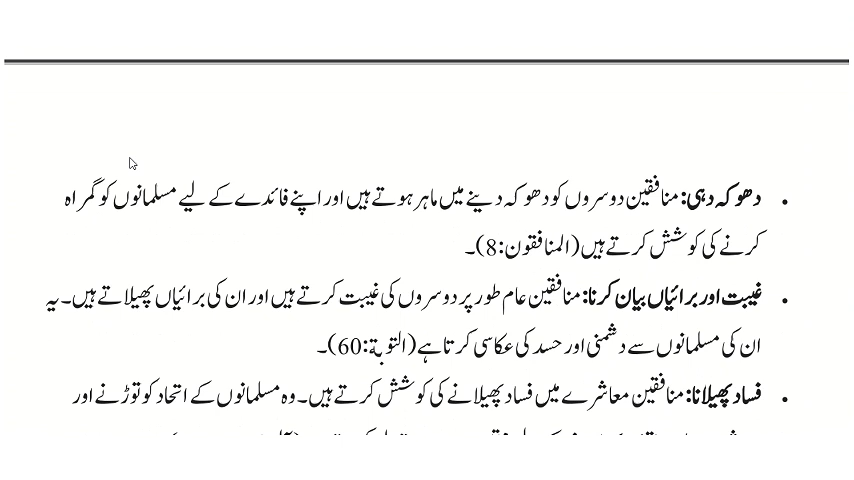 • دھوکہ دہی: منافقین دوسروں کو دھوکہ دینے میں ماہر ہوتے ہیں اور اپنے فائدے کے لیے مسلمانوں کو گمراہ
کرنے کی کوشش کرتے ہیں (المنافقون:8)۔
• غیبت اور برائیاں بیان کرنا: منافقین عام طور پر دوسروں کی غیبت کرتے ہیں اور ان کی برائیاں پھیلاتے ہیں۔ یہ
ان کی مسلمانوں سے دشمنی اور حسد کی عکاسی کرتا ہے (التوبة:60)۔
• فساد پھیلانا: منافقین معاشرے میں فساد پھیلانے کی کوشش کرتے ہیں۔ وہ مسلمانوں کے اتحاد کو توڑنے اور